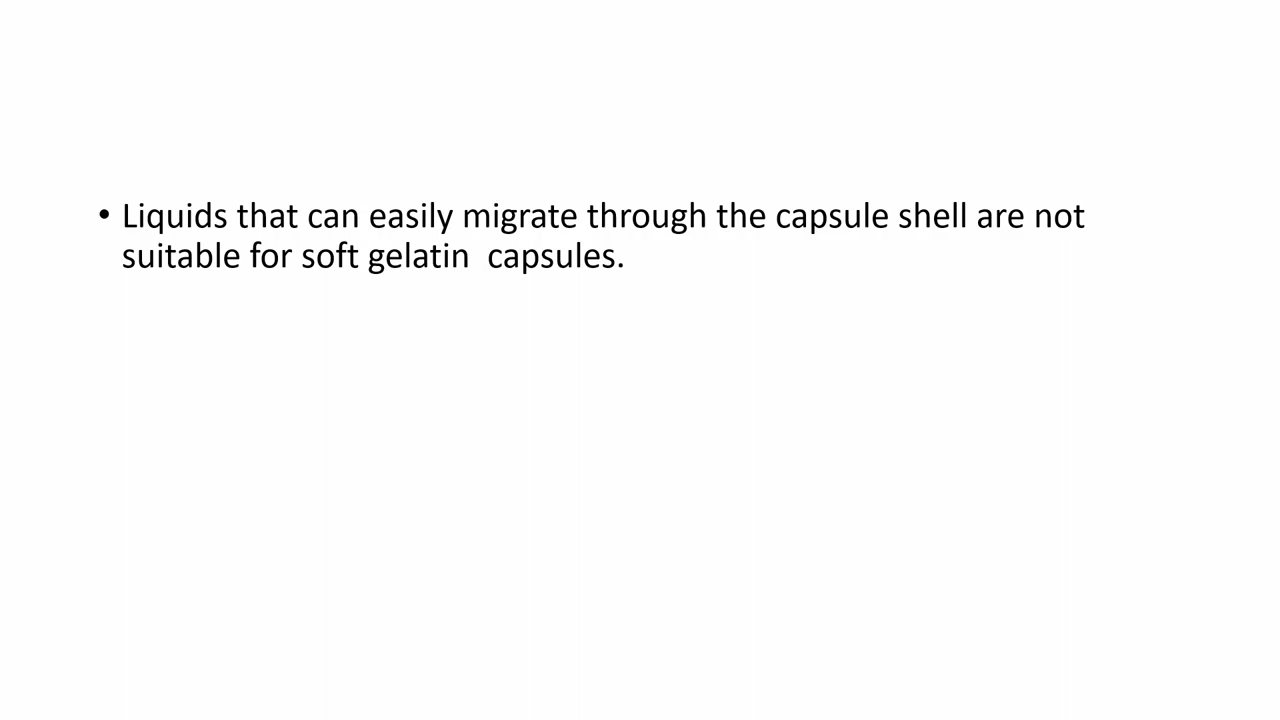 • Liquids that can easily migrate through the capsule shell are not
suitable for soft gelatin  capsules.